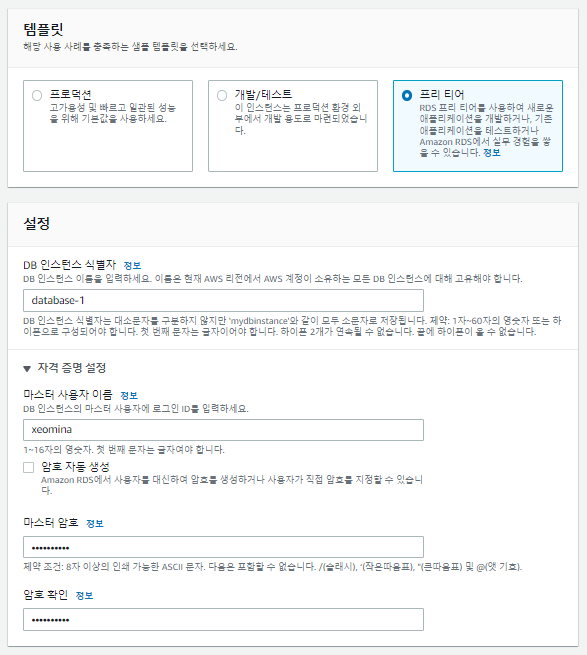 템플릿
해당 사용 사례를 충족하는 샘플 템플릿을 선택하세요.
프로덕션
고가용성 및 빠르고 일관된 성능
을 위해 기본값을 사용하세요.
개발/테스트
이 인스턴스는 프로덕션 환경 외
부에서 개발 용도로 마련되었습니
다.
프리 티어
RDS 프리 티어를 사용하여 새로운
애플리케이션을 개발하거나, 기존
애플리케이션을 테스트하거나
Amazon RDS에서 실무 경험을 쌓
을 수 있습니다. 정보
설정
DB 인스턴스 식별자 정보
DB 인스턴스 이름을 입력하세요. 이름은 현재 AWS 리전에서 AWS 계정이 소유하는 모든 DB 인스턴스에 대해 고유해야 합니다.
database-1
DB 인스턴스 식별자는 대소문자를 구분하지 않지만 'mydbinstance'와 같이 모두 소문자로 저장됩니다. 제약: 1자~60자의 영숫자 또는 하
이픈으로 구성되어야 합니다. 첫 번째 문자는 글자이어야 합니다. 하이픈 2개가 연속될 수 없습니다. 끝에 하이픈이 올 수 없습니다.
▼ 자격 증명 설정
마스터 사용자 이름 정보
DB 인스턴스의 마스터 사용자에 로그인 ID를 입력하세요.
xeomina
1~16자의 영숫자. 첫 번째 문자는 글자여야 합니다.
암호 자동 생성
Amazon RDS에서 사용자를 대신하여 암호를 생성하거나 사용자가 직접 암호를 지정할 수 있습니
다.
마스터 암호 정보
••••••••••
제약 조건: 8자 이상의 인쇄 가능한 ASCII 문자. 다음은 포함할 수 없습니다. /(슬래시), '(작은따옴표), "(큰따옴표) 및 @(앳 기호).
암호 확인 정보
••••••••••